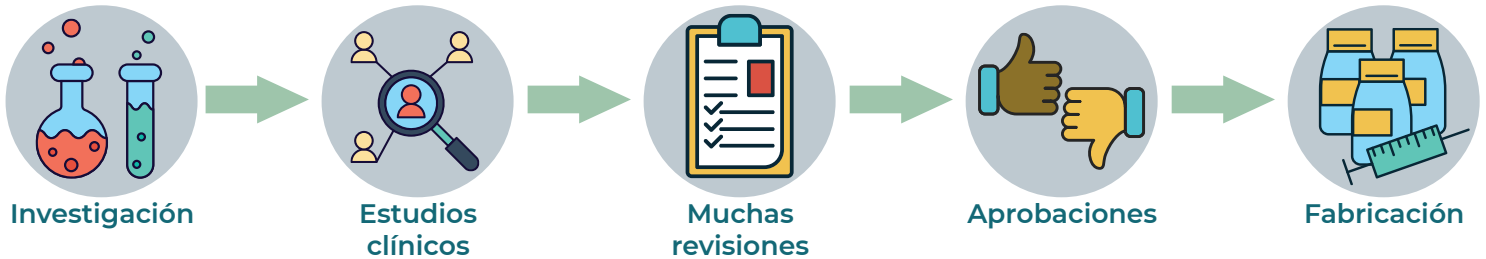 Investigación
Estudios
clínicos
Muchas
revisiones
Aprobaciones
Fabricación